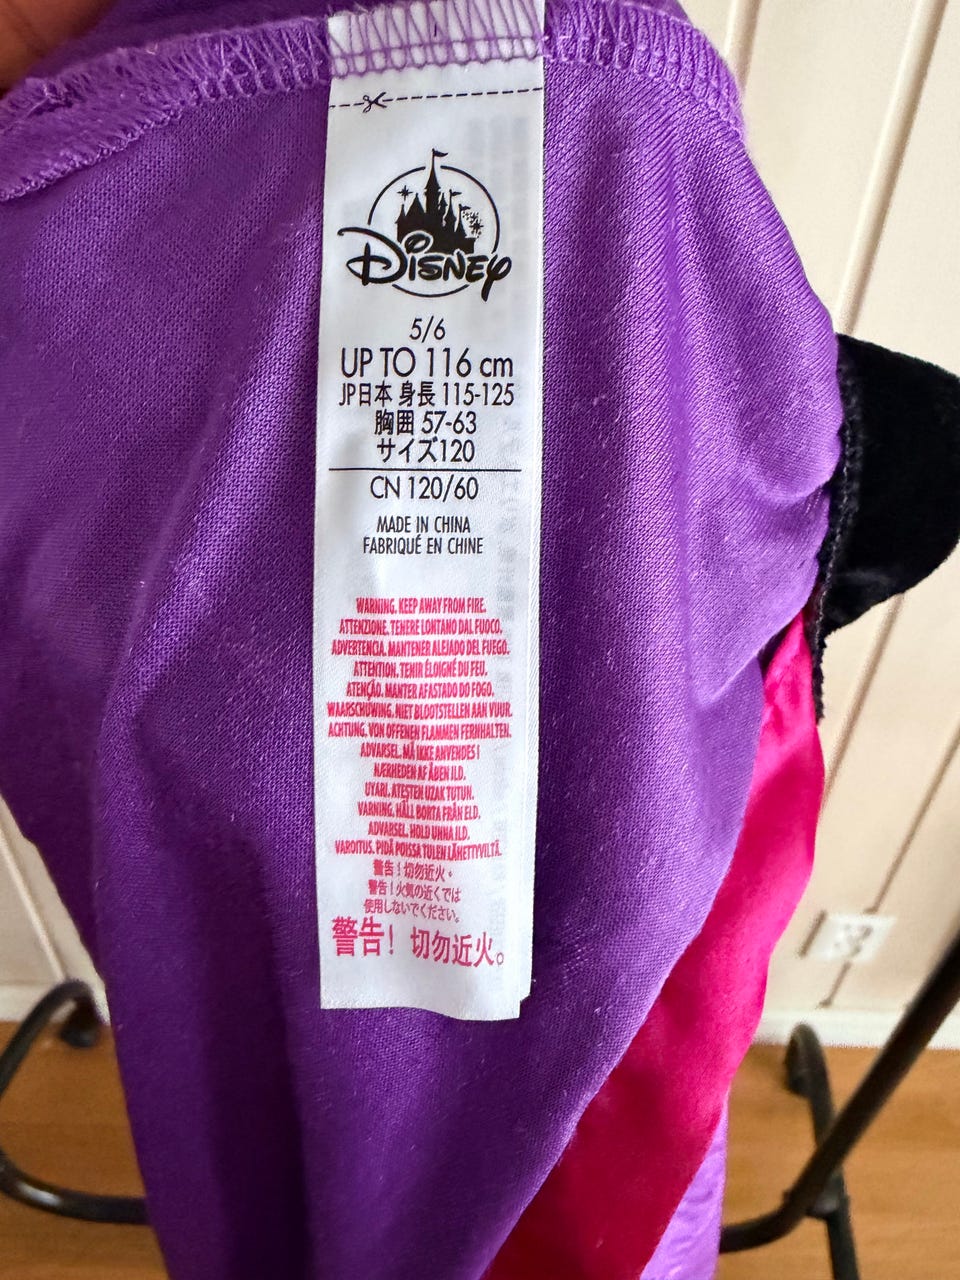 Disney
5/6
UP TO 116 cm
JP日本 身長 115-125
胸囲 57-63
サイズ120
CN 120/60
MADE IN CHINA
FABRIQUÉ EN CHINE
WARNING. KEEP AWAY FROM FIRE.
ATTENZIONE. TENERE LONTANO DAL FUOCO.
ADVERTENCIA. MANTENER ALEJADO DEL FUEGO.
ATTENTION. TENIR ÉLOIGNÉ DU FEU.
ATENÇÃO. MANTER AFASTADO DO FOGO.
WAARSCHUWING. NIET BLOOTSTELLEN AAN VUUR.
ACHTUNG. VON OFFENEN FLAMMEN FERNHALTEN.
ADVARSEL. MÅ IKKE ANVENDES I
NÆRHEDEN AF ÅBEN ILD.
UYARI. ATEŞTEN UZAK TUTUN.
VARNING. HÅLL BORTA FRÅN ELD.
ADVARSEL. HOLD UNNA ILD.
VAROITUS. PIDÄ POISSA TULEN LÄHETTYVILTÄ.
警告！切勿近火。
警告！火気の近くでは
使用しないでください。
警告！切勿近火。